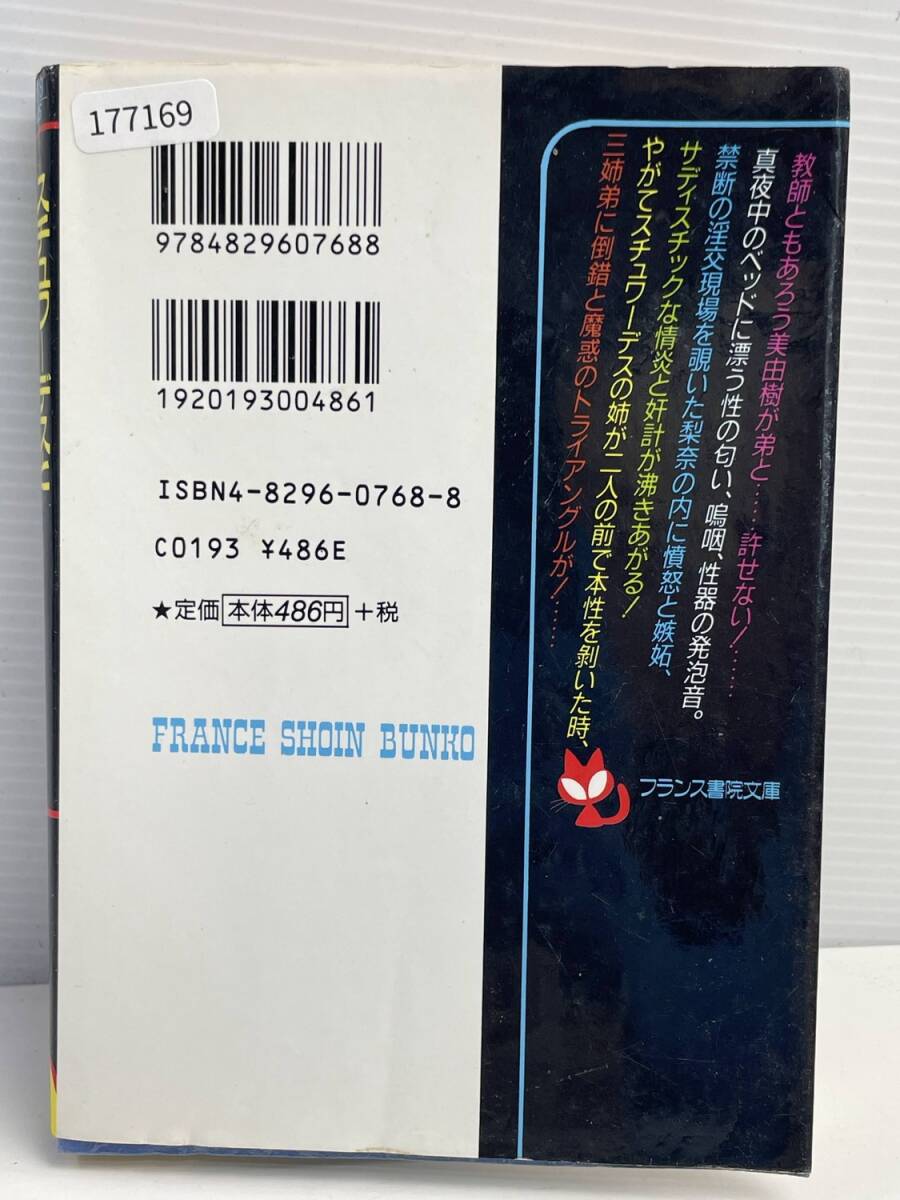 177169
9784829607688
1920193004861
ISBN4-8296-0768-8
C0193 ¥486E
★定価 本体486円 +税
FRANCE SHOIN BUNKO
教師ともあろう美由樹が弟と……許せない!……
真夜中のベッドに漂う性の匂い、嗚咽、性器の発泡音。
禁断の淫交現場を覗いた梨奈の内に憤怒と嫉妬、
サディスチックな情炎と奸計が沸きあがる!
やがてスチュワーデスの姉が二人の前で本性を剥いた時、
三姉弟に倒錯と魔惑のトライアングルが!……
フランス書院文庫